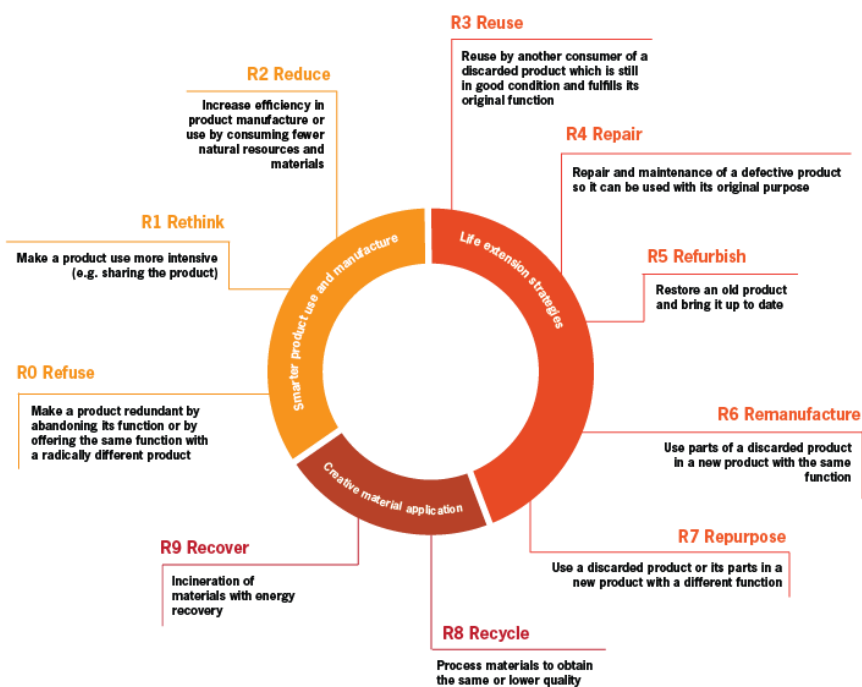 R3 Reuse
Reuse by another consumer of a
discarded product which is still
in good condition and fulfills its
original function
R2 Reduce
Increase efficiency in
product manufacture or
use by consuming fewer
natural resources and
materials
R4 Repair
Repair and maintenance of a defective product
so it can be used with its original purpose
R1 Rethink
Make a product use more intensive
(e.g. sharing the product)
R5 Refurbish
Restore an old product
and bring it up to date
Smarter product use and manufacture
Life extension strategies
R0 Refuse
Make a product redundant by
abandoning its function or by
offering the same function with
a radically different product
R6 Remanufacture
Use parts of a discarded product
in a new product with the same
function
Creative material application
R7 Repurpose
Use a discarded product or its parts in a
new product with a different function
R9 Recover
Incineration of
materials with energy
recovery
R8 Recycle
Process materials to obtain
the same or lower quality